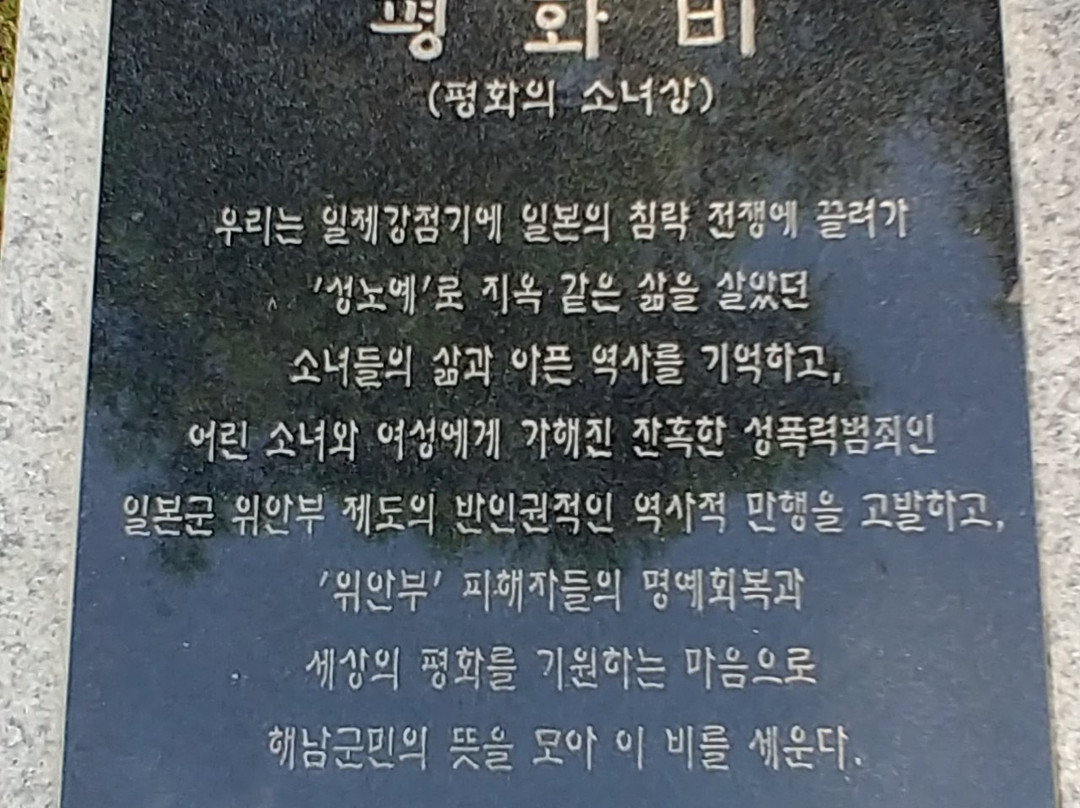 평화비
(평화의 소녀상)
우리는 일제강점기에 일본의 침략 전쟁에 끌려가
'성노예'로 지옥 같은 삶을 살았던
소녀들의 삶과 아픈 역사를 기억하고,
어린 소녀와 여성에게 가해진 잔혹한 성폭력범죄인
일본군 위안부 제도의 반인권적인 역사적 만행을 고발하고,
'위안부' 피해자들의 명예회복과
세상의 평화를 기원하는 마음으로
해남군민의 뜻을 모아 이 비를 세운다.